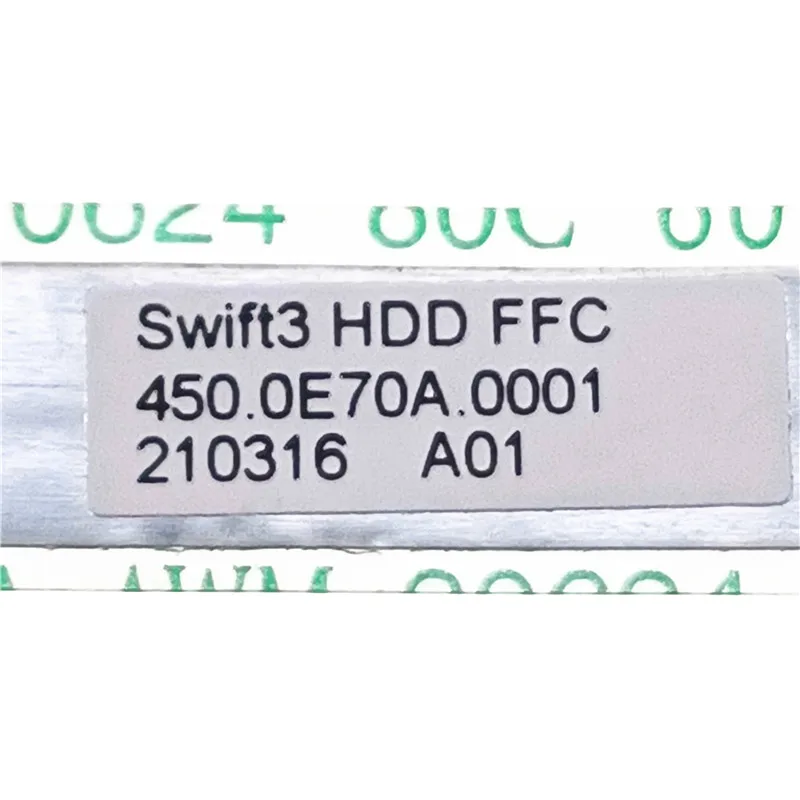 Swift3 HDD FFC
450.0E70A.0001
210316 A01